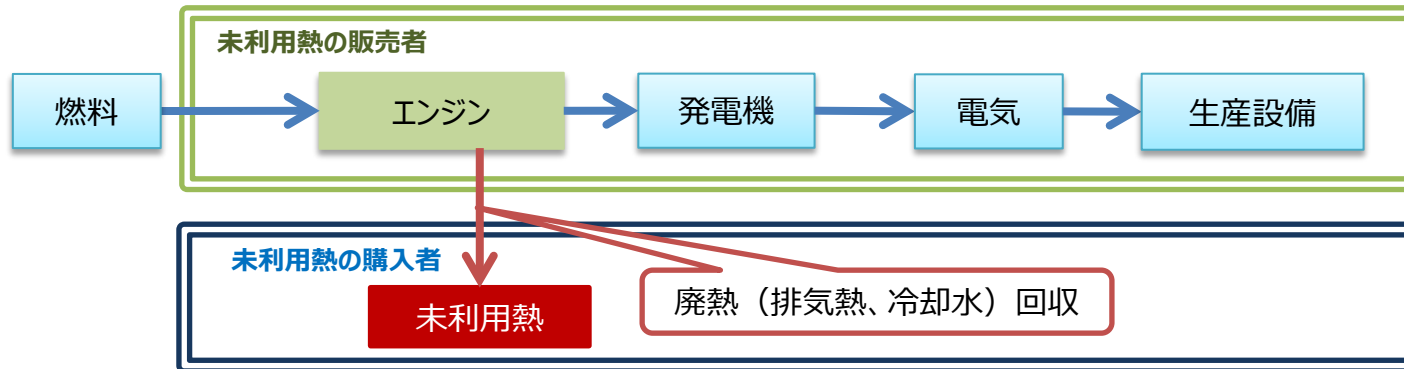 未利用熱の販売者
燃料
エンジン
発電機
電気
生産設備
未利用熱の購入者
未利用熱
廃熱（排気熱、冷却水）回収